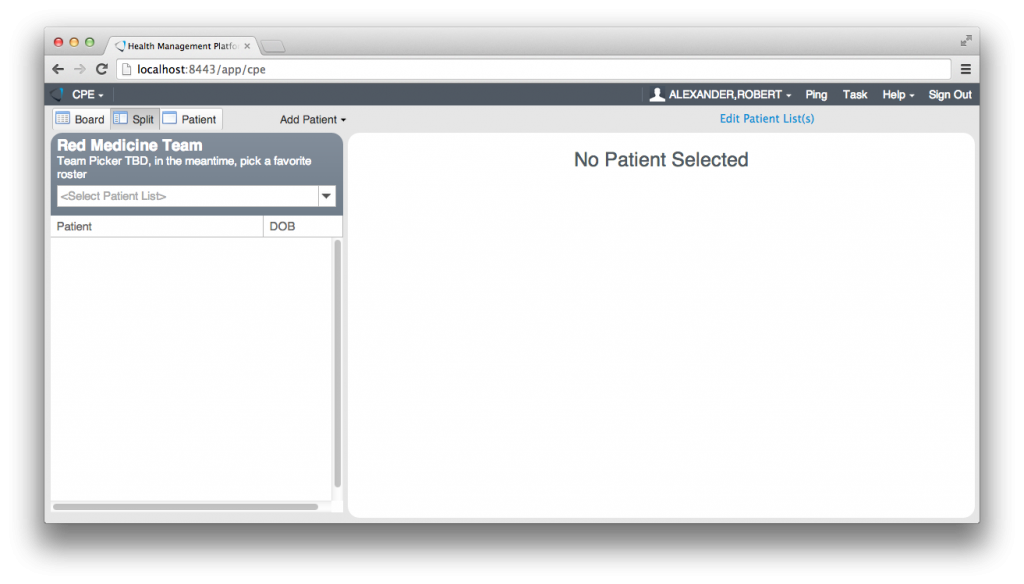 Health Management Platfo
localhost:8443/app/cpe
CPE
ALEXANDER,ROBERT Ping Task Help Sign Out
Board Split Patient Add Patient Edit Patient List(s)
Red Medicine Team
Team Picker TBD, in the meantime, pick a favorite
roster
<Select Patient List>
Patient DOB
No Patient Selected